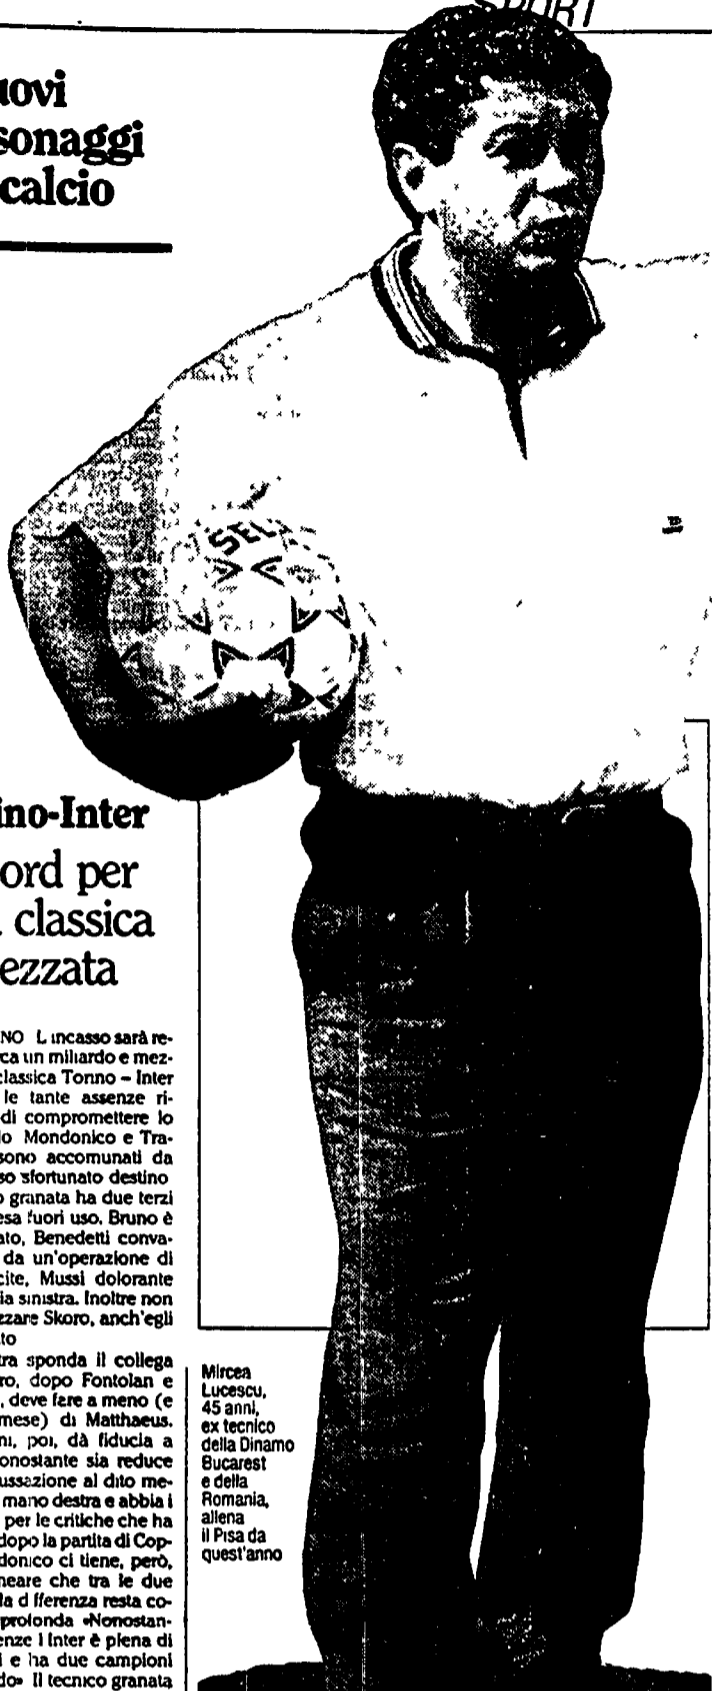 SPORT
uovi
sonaggi
calcio
SEL
ino-Inter
ord per
classica
ezzata
NO L incasso sarà re-
ca un miliardo e mez-
classica Torino - Inter
le tante assenze ri-
di compromettere lo
lo Mondonico e Tra-
sono accomunati da
so sfortunato destino
o granata ha due terzi
esa fuori uso. Bruno è
ato, Benedetti conva-
da un'operazione di
cite, Mussi dolorante
ia sinistra. Inoltre non
zzare Skoro, anch'egli
to
tra sponda il collega
ro, dopo Fontolan e
, deve fare a meno (e
mese) di Matthaeus.
ni, poi, dà fiducia a
onostante sia reduce
ussazione al dito me-
mano destra e abbia i
per le critiche che ha
dopo la partita di Cop-
donico ci tiene, però,
neare che tra le due
la d fferenza resta co-
profonda «Nonostan-
enze l Inter è piena di
i e ha due campioni
do» Il tecnico granata
Mircea
Lucescu,
45 anni,
ex tecnico
della Dinamo
Bucarest
e della
Romania,
allena
il Pisa da
quest'anno